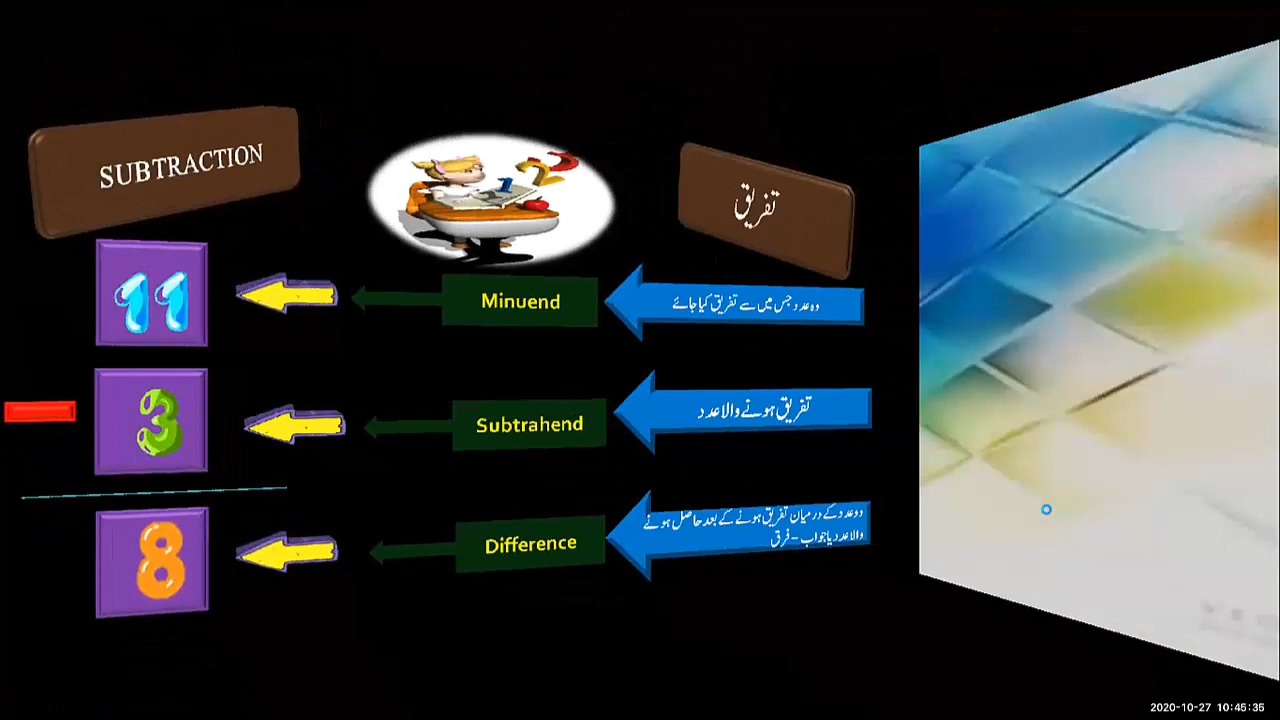 SUBTRACTION
تفریق
11
Minuend
وہ عدد جس میں سے تفریق کیا جائے
3
Subtrahend
تفریق ہونے والا عدد
8
Difference
دو عدد کے درمیان تفریق ہونے کے بعد حاصل ہونے
والا عدد یا جواب - فرق
2020-10-27 10:45:35